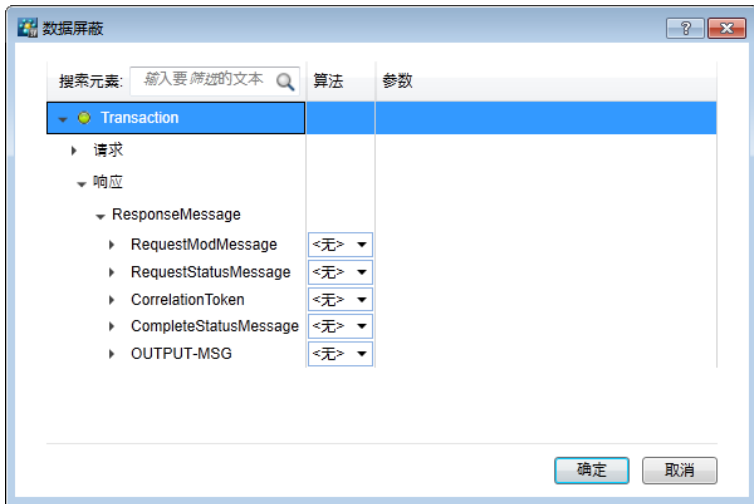 数据屏蔽
搜索元素: 输入要筛选的文本 算法 参数
Transaction
请求
响应
ResponseMessage
RequestModMessage <无>
RequestStatusMessage <无>
CorrelationToken <无>
CompleteStatusMessage <无>
OUTPUT-MSG <无>
确定 取消